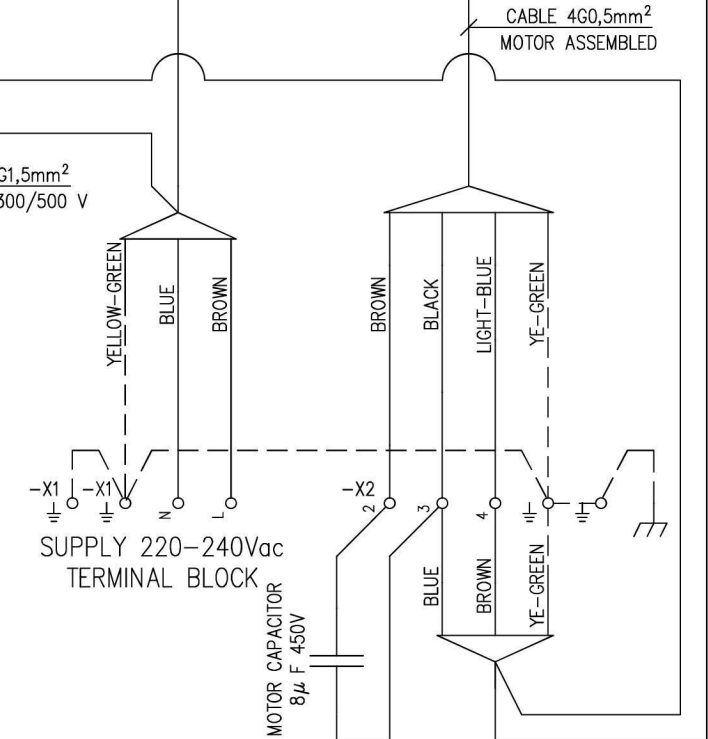 CABLE 4G0,5mm²
MOTOR ASSEMBLED
G1,5mm²
300/500 V
YELLOW-GREEN
BLUE
BROWN
BROWN
BLACK
LIGHT-BLUE
YE-GREEN
-X1
-X1
N
L
-X2
2
3
4
SUPPLY 220-240Vac
TERMINAL BLOCK
BLUE
BROWN
YE-GREEN
MOTOR CAPACITOR
8µ F 450V